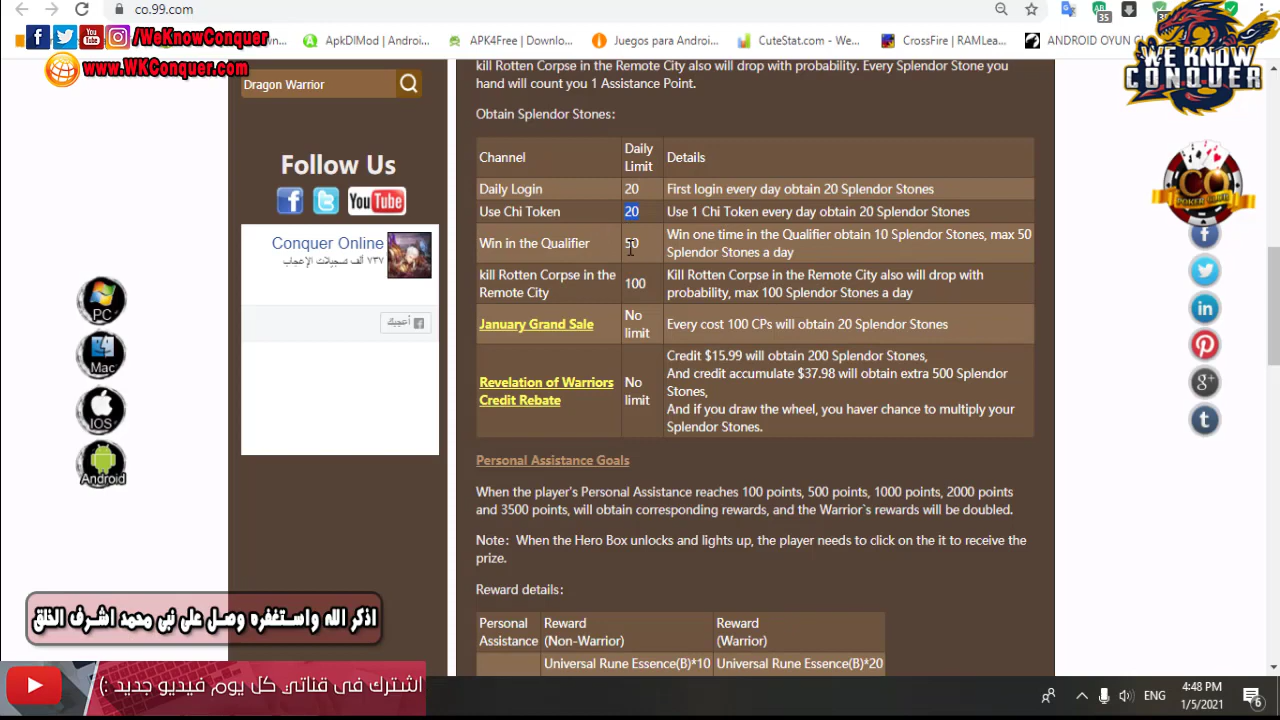 co.99.com
/WeKnowConquer
www.WKConquer.com
ApkDlMod | Androi...
APK4Free | Downlo...
Juegos para Androi...
CuteStat.com - We...
CrossFire | RAMLea...
ANDROID OYUN
35
WE KNOW
CONQUER
Dragon Warrior
kill Rotten Corpse in the Remote City also will drop with probability. Every Splendor Stone you
hand will count you 1 Assistance Point.
Obtain Splendor Stones:
Channel
Daily
Limit
Details
Daily Login
20
First login every day obtain 20 Splendor Stones
Use Chi Token
20
Use 1 Chi Token every day obtain 20 Splendor Stones
Win in the Qualifier
50
Win one time in the Qualifier obtain 10 Splendor Stones, max 50
Splendor Stones a day
kill Rotten Corpse in the
Remote City
100
Kill Rotten Corpse in the Remote City also will drop with
probability, max 100 Splendor Stones a day
January Grand Sale
No
limit
Every cost 100 CPs will obtain 20 Splendor Stones
Revelation of Warriors
Credit Rebate
No
limit
Credit $15.99 will obtain 200 Splendor Stones,
And credit accumulate $37.98 will obtain extra 500 Splendor
Stones,
And if you draw the wheel, you haver chance to multiply your
Splendor Stones.
Personal Assistance Goals
When the player's Personal Assistance reaches 100 points, 500 points, 1000 points, 2000 points
and 3500 points, will obtain corresponding rewards, and the Warrior`s rewards will be doubled.
Note: When the Hero Box unlocks and lights up, the player needs to click on the it to receive the
prize.
Reward details:
Personal
Assistance
Reward
(Non-Warrior)
Reward
(Warrior)
Universal Rune Essence(B)*10
Universal Rune Essence(B)*20
Follow Us
YouTube
Conquer Online
٧٣٧ ألف تسجيلات الإعجاب
أعجبك
PC
Mac
IOS
Android
CO
POKER CLUB
اذكر الله واستغفره وصل على نبى محمد اشرف الخلق
اشترك فى قناتي كل يوم فيديو جديد :)
ENG
4:48 PM
1/5/2021
6